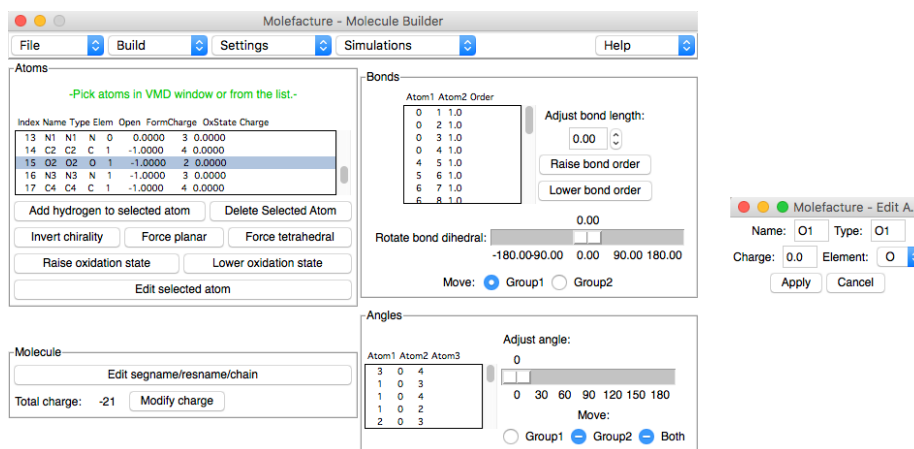 Molefacture - Molecule Builder
File Build Settings Simulations Help
Atoms
-Pick atoms in VMD window or from the list.-
Index Name Type Elem Open FormCharge OxState Charge
13 N1 N1 N 0 0.0000 3 0.0000
14 C2 C2 C 1 -1.0000 4 0.0000
15 O2 O2 O 1 -1.0000 2 0.0000
16 N3 N3 N 1 -1.0000 3 0.0000
17 C4 C4 C 1 -1.0000 4 0.0000
Add hydrogen to selected atom Delete Selected Atom
Invert chirality Force planar Force tetrahedral
Raise oxidation state Lower oxidation state
Edit selected atom
Molecule
Edit segname/resname/chain
Total charge: -21 Modify charge
Bonds
Atom1 Atom2 Order
0 1 1.0
0 2 1.0
0 3 1.0
0 4 1.0
4 5 1.0
5 6 1.0
6 7 1.0
6 8 1.0
Adjust bond length:
0.00
Raise bond order
Lower bond order
0.00
Rotate bond dihedral:
-180.00-90.00 0.00 90.00 180.00
Move: Group1 Group2
Angles
Atom1 Atom2 Atom3
3 0 4
1 0 3
1 0 4
1 0 2
2 0 3
Adjust angle:
0
0 30 60 90 120 150 180
Move:
Group1 Group2 Both
Molefacture - Edit A..
Name: O1 Type: O1
Charge: 0.0 Element: O
Apply Cancel